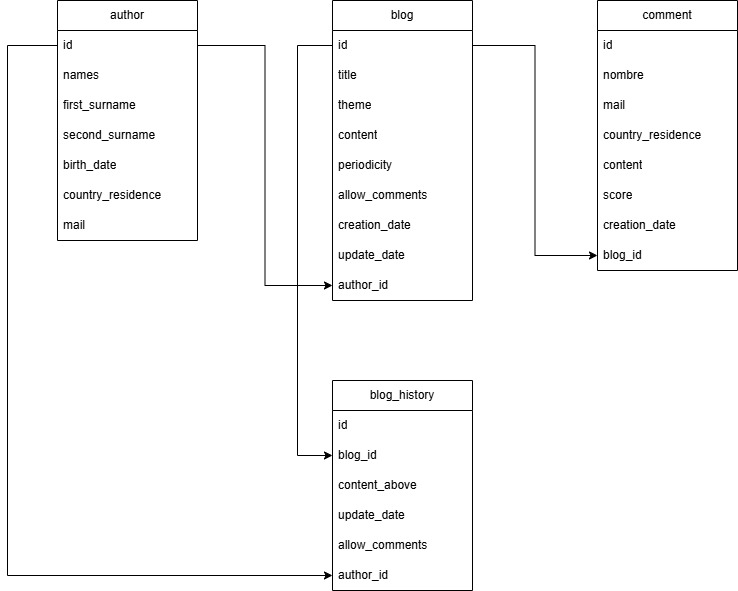 author
id
names
first_surname
second_surname
birth_date
country_residence
mail
blog
id
title
theme
content
periodicity
allow_comments
creation_date
update_date
author_id
comment
id
nombre
mail
country_residence
content
score
creation_date
blog_id
blog_history
id
blog_id
content_above
update_date
allow_comments
author_id